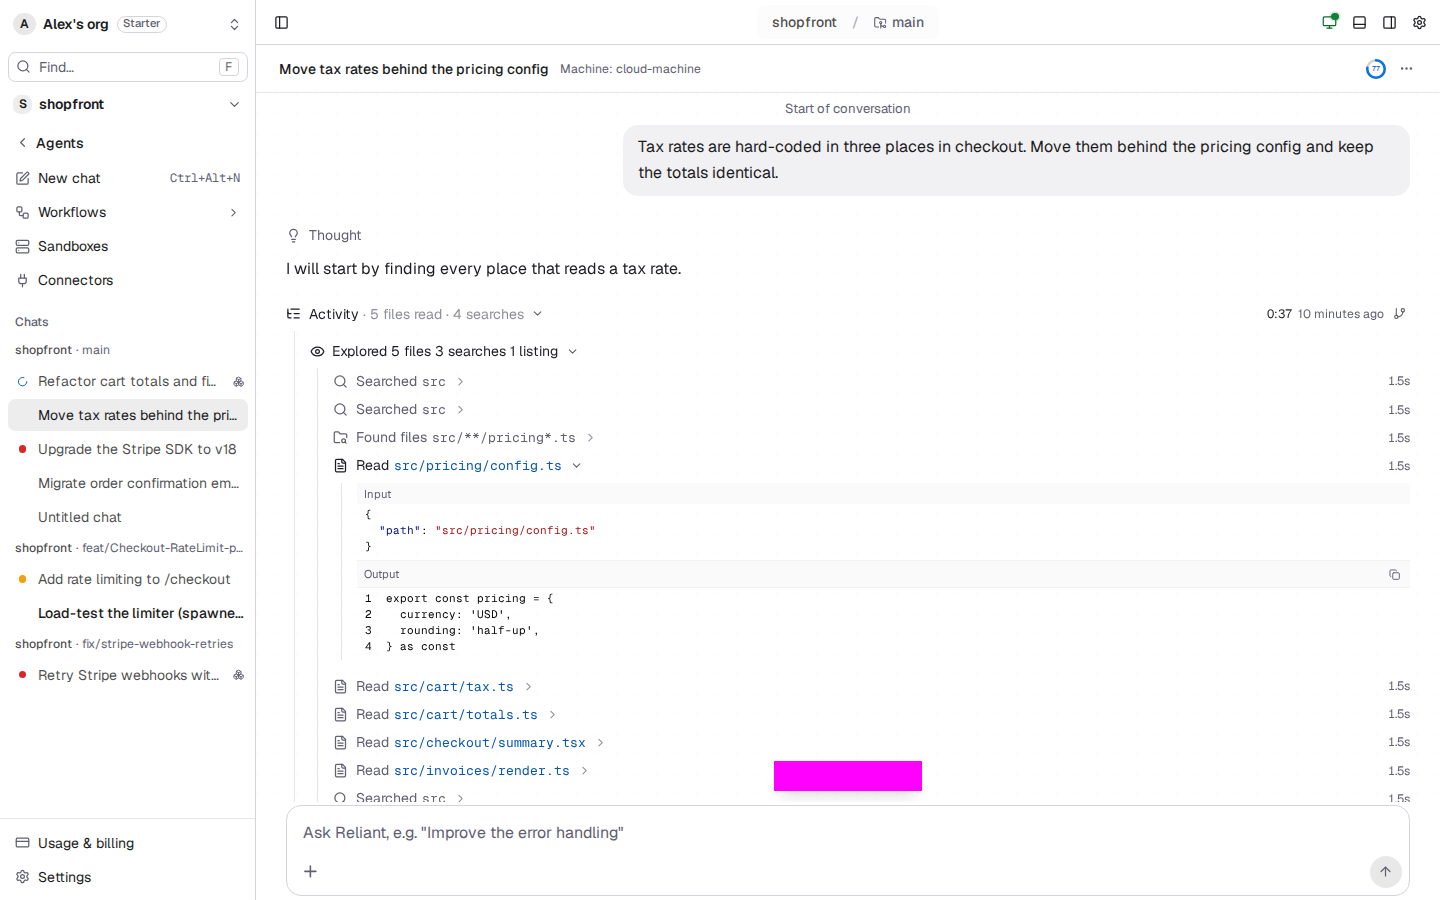 A Alex's org Starter
Find... F
S shopfront
Agents
New chat Ctrl+Alt+N
Workflows
Sandboxes
Connectors
Chats
shopfront · main
Refactor cart totals and fi...
Move tax rates behind the pri...
Upgrade the Stripe SDK to v18
Migrate order confirmation em...
Untitled chat
shopfront · feat/Checkout-RateLimit-p...
Add rate limiting to /checkout
Load-test the limiter (spawne...
shopfront · fix/stripe-webhook-retries
Retry Stripe webhooks wit...
Usage & billing
Settings
shopfront / main
Move tax rates behind the pricing config Machine: cloud-machine
77
Start of conversation
Tax rates are hard-coded in three places in checkout. Move them behind the pricing config and keep
the totals identical.
Thought
I will start by finding every place that reads a tax rate.
Activity · 5 files read · 4 searches 0:37 10 minutes ago
Explored 5 files 3 searches 1 listing
Searched src 1.5s
Searched src 1.5s
Found files src/**/pricing*.ts 1.5s
Read src/pricing/config.ts 1.5s
Input
{
"path": "src/pricing/config.ts"
}
Output
1 export const pricing = {
2 currency: 'USD',
3 rounding: 'half-up',
4 } as const
Read src/cart/tax.ts 1.5s
Read src/cart/totals.ts 1.5s
Read src/checkout/summary.tsx 1.5s
Read src/invoices/render.ts 1.5s
Searched src 1.5s
Ask Reliant, e.g. "Improve the error handling"